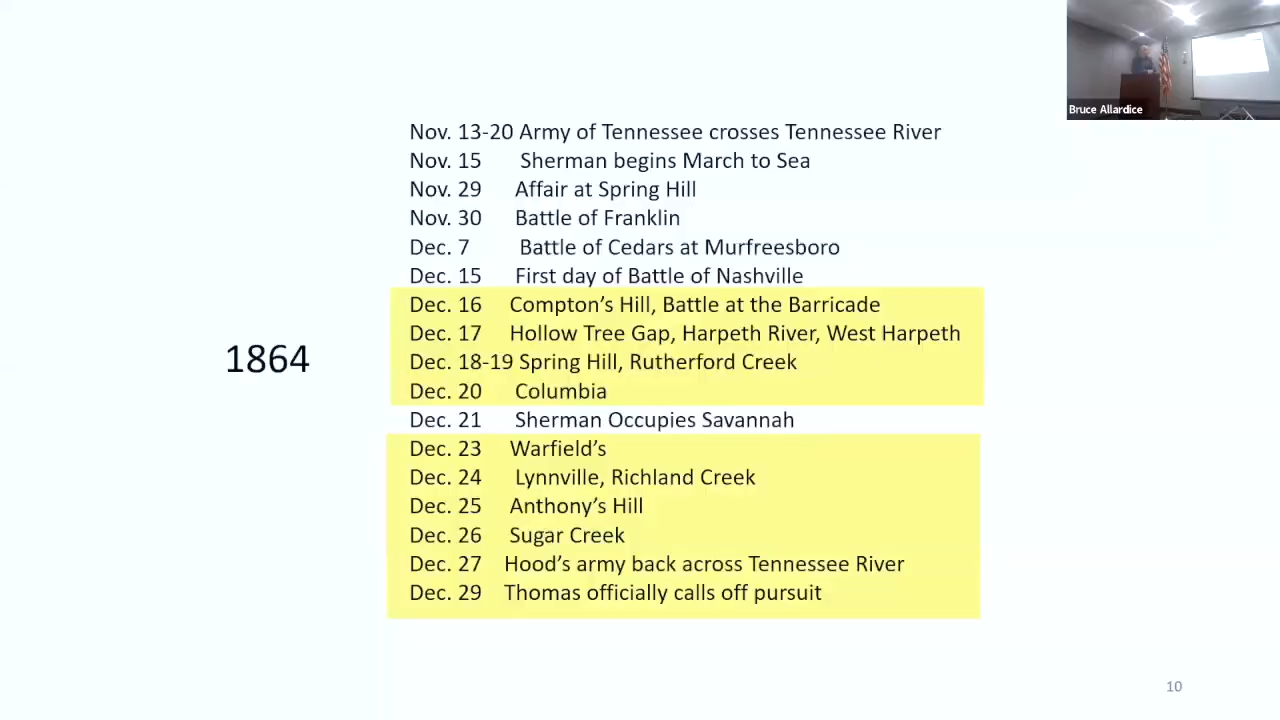 Bruce Allardice
Nov. 13-20 Army of Tennessee crosses Tennessee River
Nov. 15 Sherman begins March to Sea
Nov. 29 Affair at Spring Hill
Nov. 30 Battle of Franklin
Dec. 7 Battle of Cedars at Murfreesboro
Dec. 15 First day of Battle of Nashville
Dec. 16 Compton's Hill, Battle at the Barricade
Dec. 17 Hollow Tree Gap, Harpeth River, West Harpeth
1864
Dec. 18-19 Spring Hill, Rutherford Creek
Dec. 20 Columbia
Dec. 21 Sherman Occupies Savannah
Dec. 23 Warfield's
Dec. 24 Lynnville, Richland Creek
Dec. 25 Anthony's Hill
Dec. 26 Sugar Creek
Dec. 27 Hood's army back across Tennessee River
Dec. 29 Thomas officially calls off pursuit
10